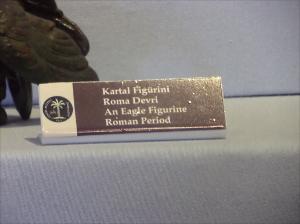 Kartal Figürini
Roma Devri
An Eagle Figurine
Roman Period